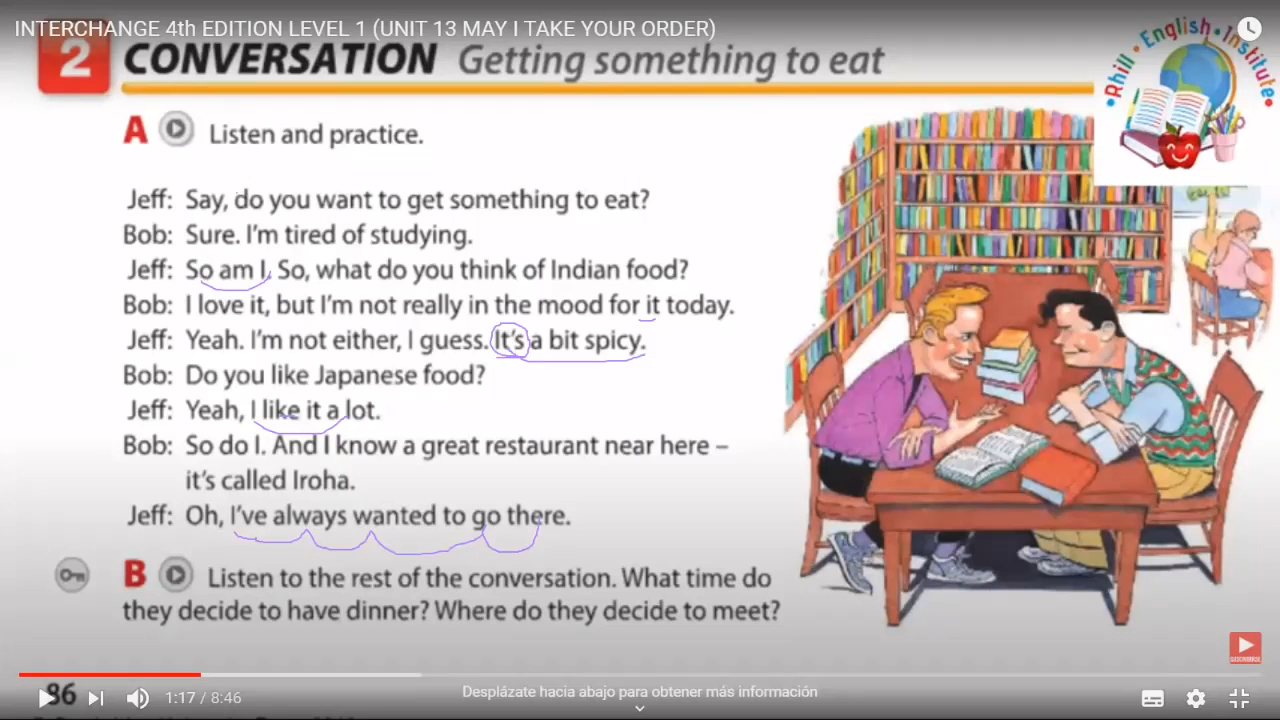 INTERCHANGE 4th EDITION LEVEL 1 (UNIT 13 MAY I TAKE YOUR ORDER)
2 CONVERSATION Getting something to eat
Rhill • English • Institute
A Listen and practice.
Jeff: Say, do you want to get something to eat?
Bob: Sure. I'm tired of studying.
Jeff: So am I. So, what do you think of Indian food?
Bob: I love it, but I'm not really in the mood for it today.
Jeff: Yeah. I'm not either, I guess. It's a bit spicy.
Bob: Do you like Japanese food?
Jeff: Yeah, I like it a lot.
Bob: So do I. And I know a great restaurant near here –
it's called Iroha.
Jeff: Oh, I've always wanted to go there.
B Listen to the rest of the conversation. What time do
they decide to have dinner? Where do they decide to meet?
SUSCRIBIRSE
86
1:17 / 8:46
Desplázate hacia abajo para obtener más información